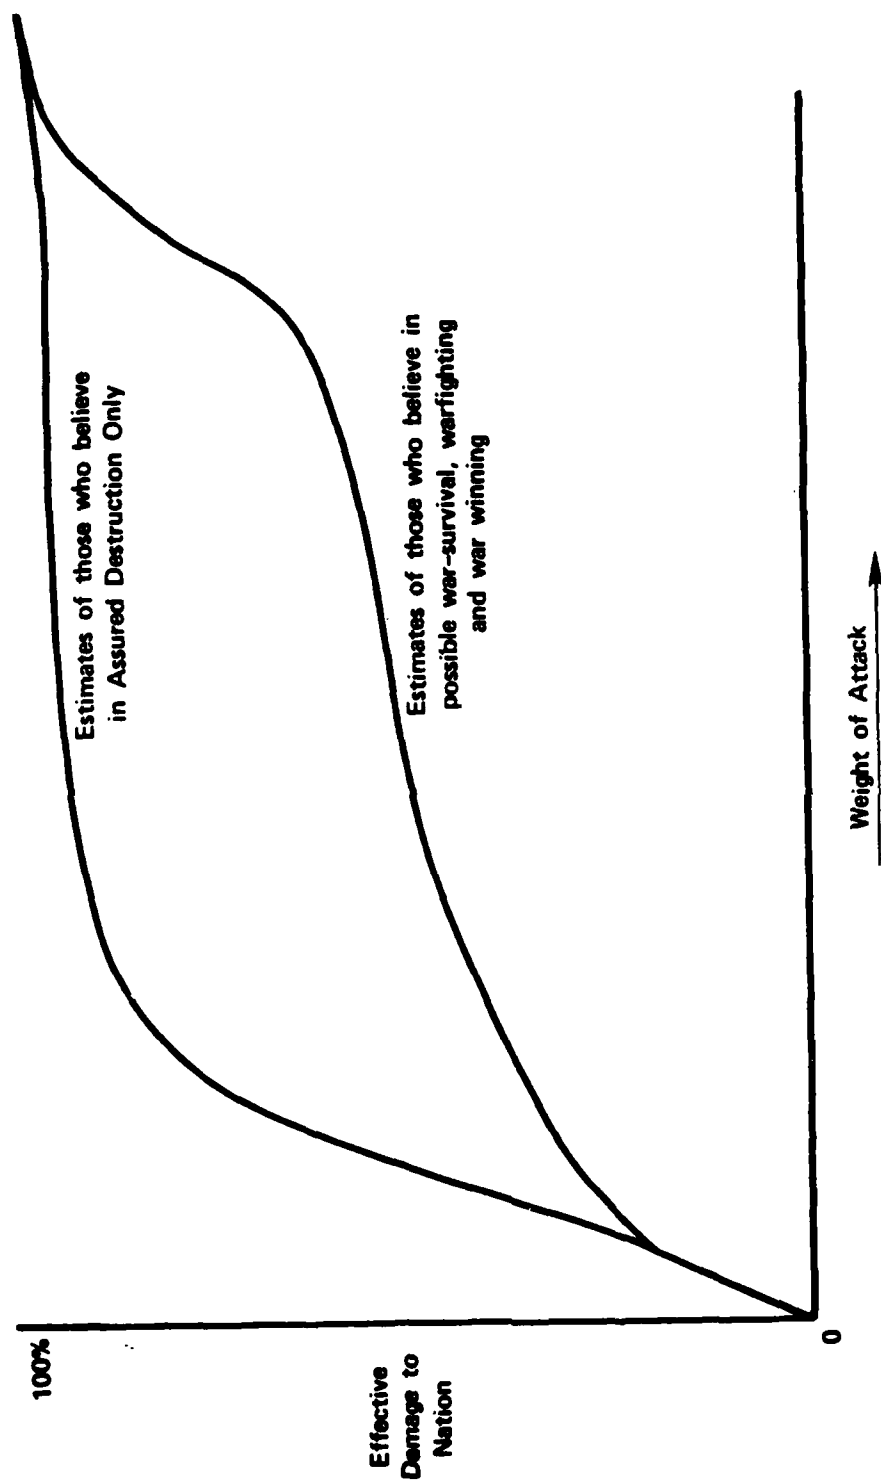 100%
Effective
Damage to
Nation
Estimates of those who believe
in Assured Destruction Only
Estimates of those who believe in
possible war-survival, warfighting
and war winning
0
Weight of Attack